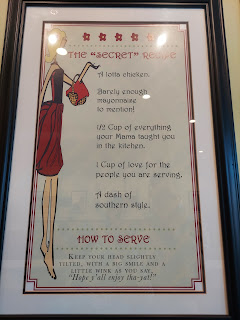 THE "SECRET" RECIPE
A lotta chicken.
Barely enough
mayonnaise
to mention!
1/2 Cup of everything
your Mama taught you
in the kitchen.
1 Cup of love for the
people you are serving.
A dash of
southern style.
HOW TO SERVE
KEEP YOUR HEAD SLIGHTLY
TILTED, WITH A BIG SMILE AND A
LITTLE WINK AS YOU SAY,
"Hope y'all enjoy tha-yat!"